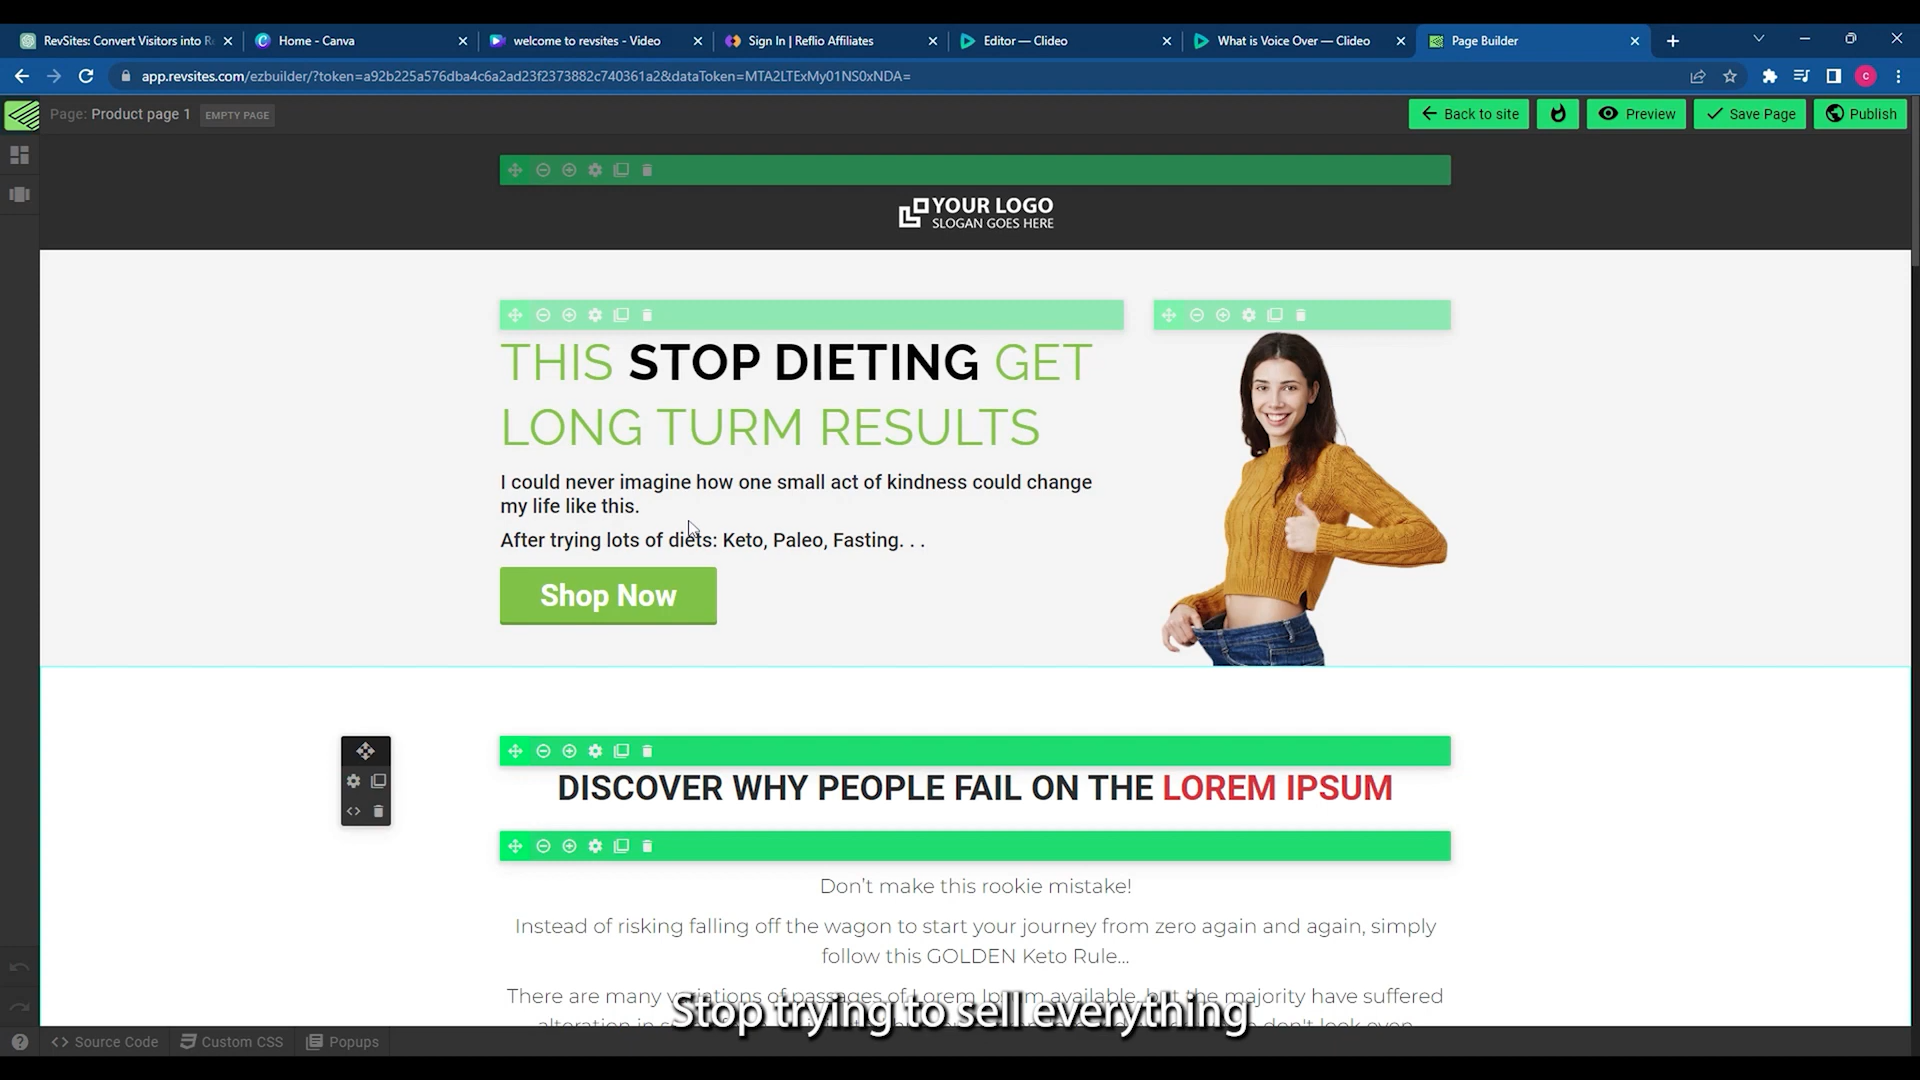 RevSites: Convert Visitors into R
Home - Canva
welcome to revsites - Video
Sign In | Reflio Affiliates
Editor — Clideo
What is Voice Over — Clideo
Page Builder
app.revsites.com/ezbuilder/?token=a92b225a576dba4c6a2ad23f2373882c740361a2&dataToken=MTA2LTExMy01NS0xNDA=
C
Page: Product page 1 EMPTY PAGE
Back to site
Preview
Save Page
Publish
YOUR LOGO
SLOGAN GOES HERE
THIS STOP DIETING GET
LONG TURM RESULTS
I could never imagine how one small act of kindness could change
my life like this.
After trying lots of diets: Keto, Paleo, Fasting. . .
Shop Now
DISCOVER WHY PEOPLE FAIL ON THE LOREM IPSUM
Don’t make this rookie mistake!
Instead of risking falling off the wagon to start your journey from zero again and again, simply
follow this GOLDEN Keto Rule...
There are many variations of passages of Lorem Ipsum available, but the majority have suffered
Stop trying to sell everything
Source Code
Custom CSS
Popups